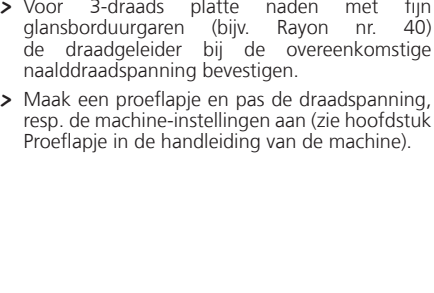 > Voor 3-draads platte naden met fijn
glansborduurgaren (bijv. Rayon nr. 40)
de draadgeleider bij de overeenkomstige
naalddraadspanning bevestigen.
> Maak een proeflapje en pas de draadspanning,
resp. de machine-instellingen aan (zie hoofdstuk
Proeflapje in de handleiding van de machine).